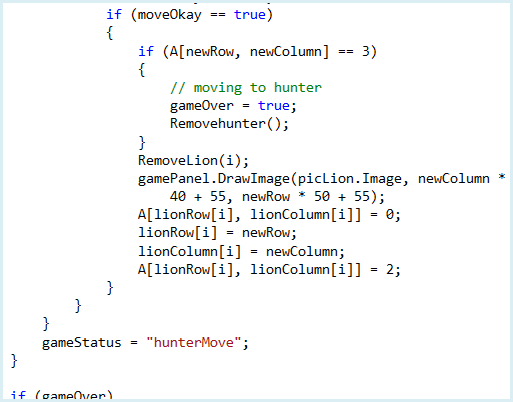 if (moveOkay == true)
{
if (A[newRow, newColumn] == 3)
{
// moving to hunter
gameOver = true;
Removehunter();
}
RemoveLion(i);
gamePanel.DrawImage(picLion.Image, newColumn *
40 + 55, newRow * 50 + 55);
A[lionRow[i], lionColumn[i]] = 0;
lionRow[i] = newRow;
lionColumn[i] = newColumn;
A[lionRow[i], lionColumn[i]] = 2;
}
}
}
gameStatus = "hunterMove";
}
if (gameOver)